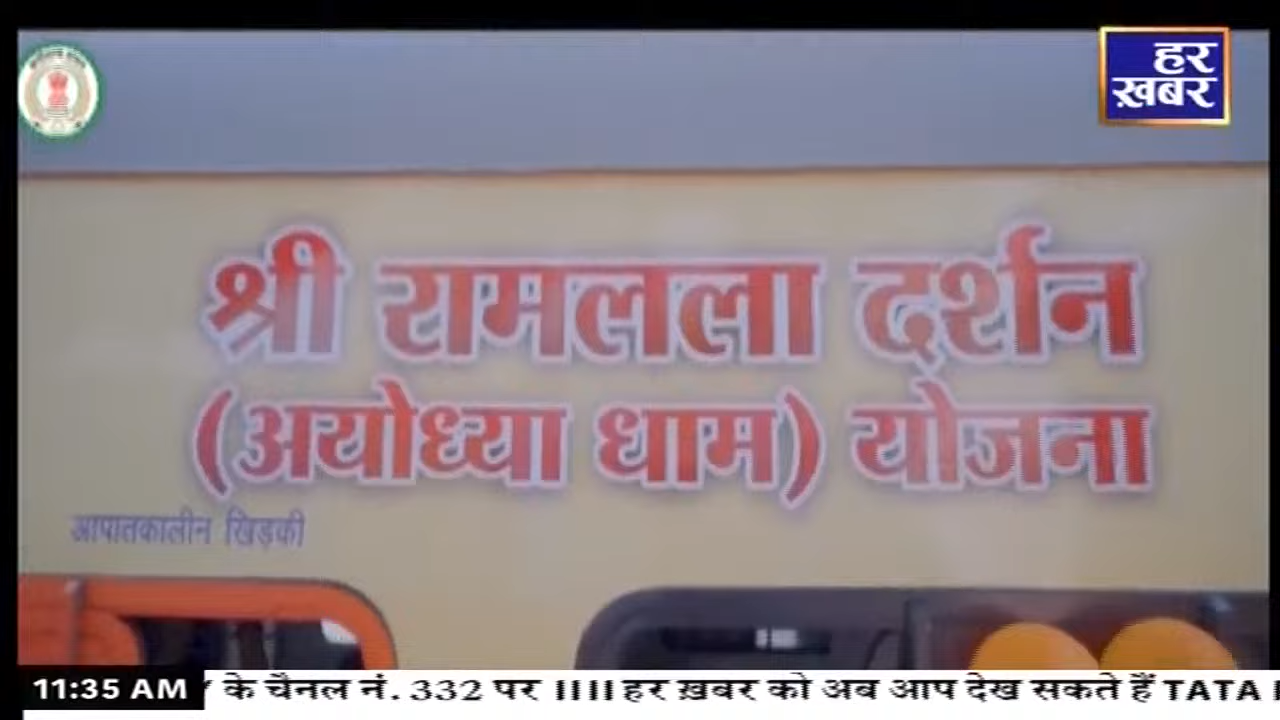 हर
ख़बर
श्री रामलला दर्शन
(अयोध्या धाम) योजना
आपातकालीन खिड़की
11:35 AM
के चैनल नं. 332 पर IIII हर ख़बर को अब आप देख सकते हैं TATA